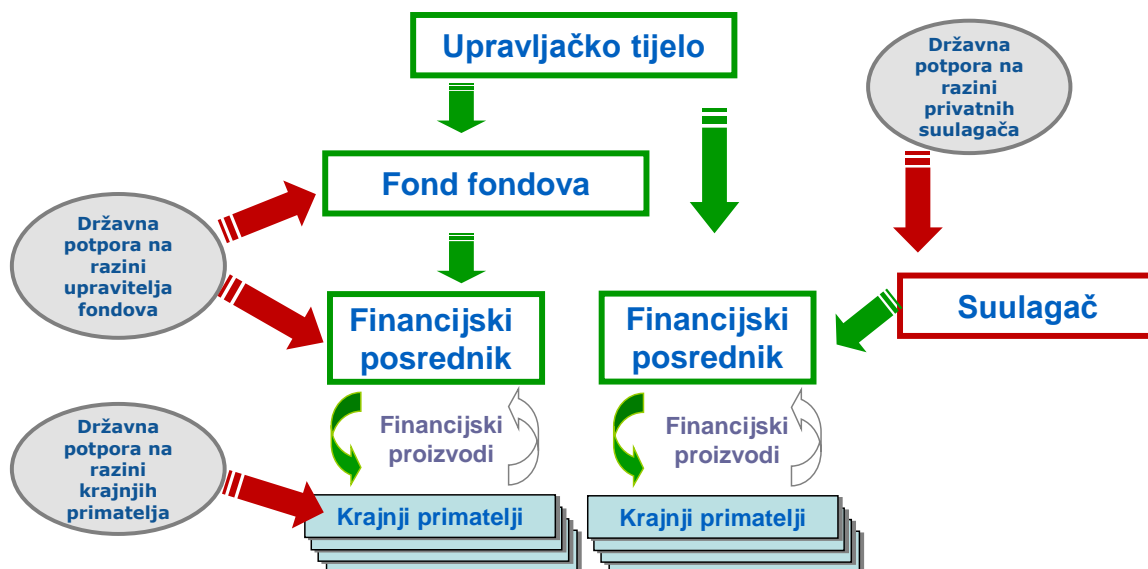 Upravljačko tijelo
Državna
potpora na
razini
privatnih
suulagača
Fond fondova
Državna
potpora na
razini
upravitelja
fondova
Financijski
posrednik
Financijski
posrednik
Suulagač
Financijski
proizvodi
Financijski
proizvodi
Državna
potpora na
razini
krajnjih
primatelja
Krajnji primatelji
Krajnji primatelji